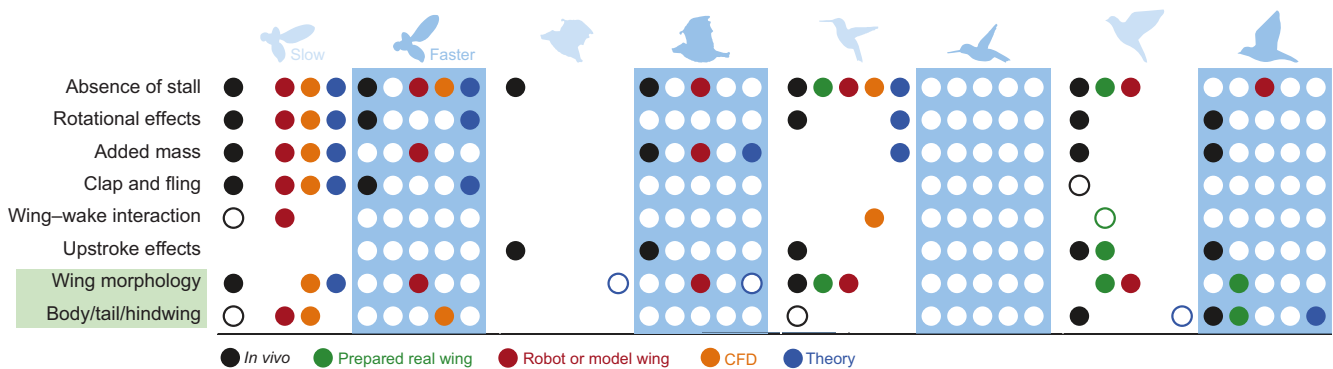 Slow
Faster
Absence of stall
Rotational effects
Added mass
Clap and fling
Wing–wake interaction
Upstroke effects
Wing morphology
Body/tail/hindwing
In vivo
Prepared real wing
Robot or model wing
CFD
Theory